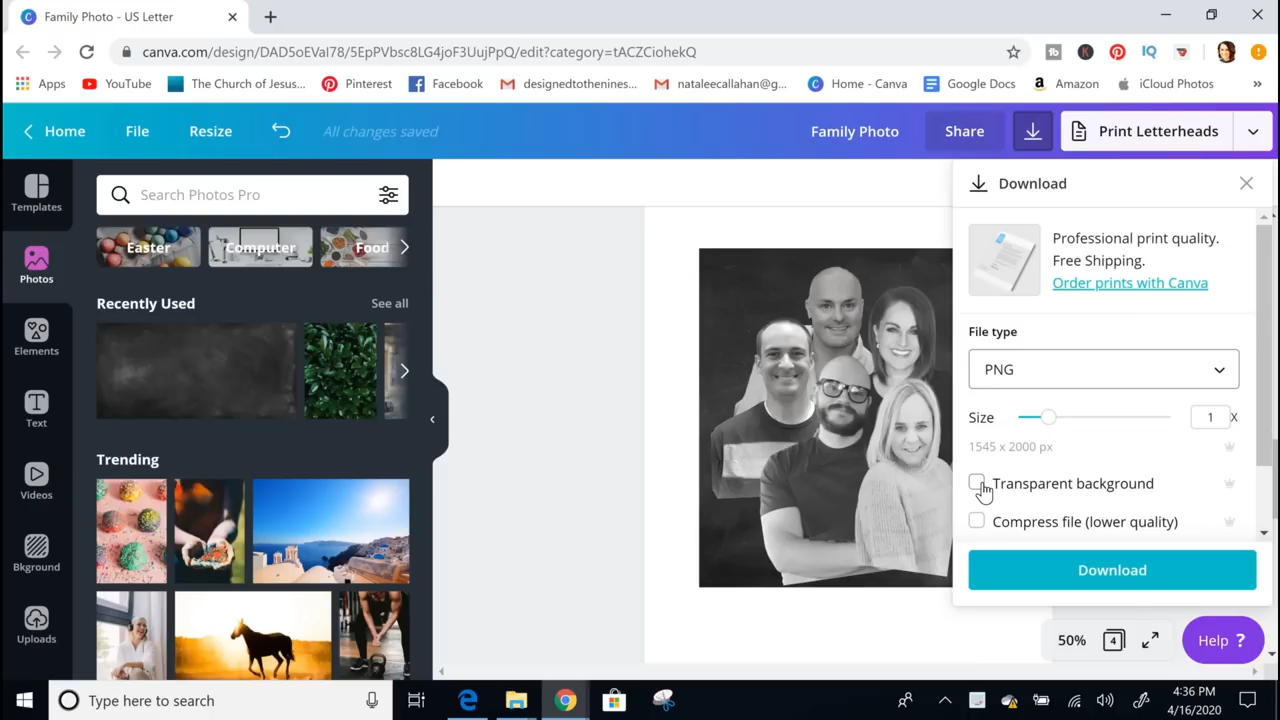 Family Photo - US Letter
canva.com/design/DAD5oEVaI78/5EpPVbsc8LG4joF3UujPpQ/edit?category=tACZCiohekQ
Apps
YouTube
The Church of Jesus...
Pinterest
Facebook
designedtothenines...
nataleecallahan@g...
Home - Canva
Google Docs
Amazon
iCloud Photos
Home
File
Resize
All changes saved
Family Photo
Share
Print Letterheads
Templates
Photos
Elements
Text
Videos
Bkground
Uploads
Search Photos Pro
Easter
Computer
Food
Recently Used
See all
Trending
Download
Professional print quality.
Free Shipping.
Order prints with Canva
File type
PNG
Size
1
X
1545 x 2000 px
Transparent background
Compress file (lower quality)
Download
50%
4
Help ?
Type here to search
4:36 PM
4/16/2020